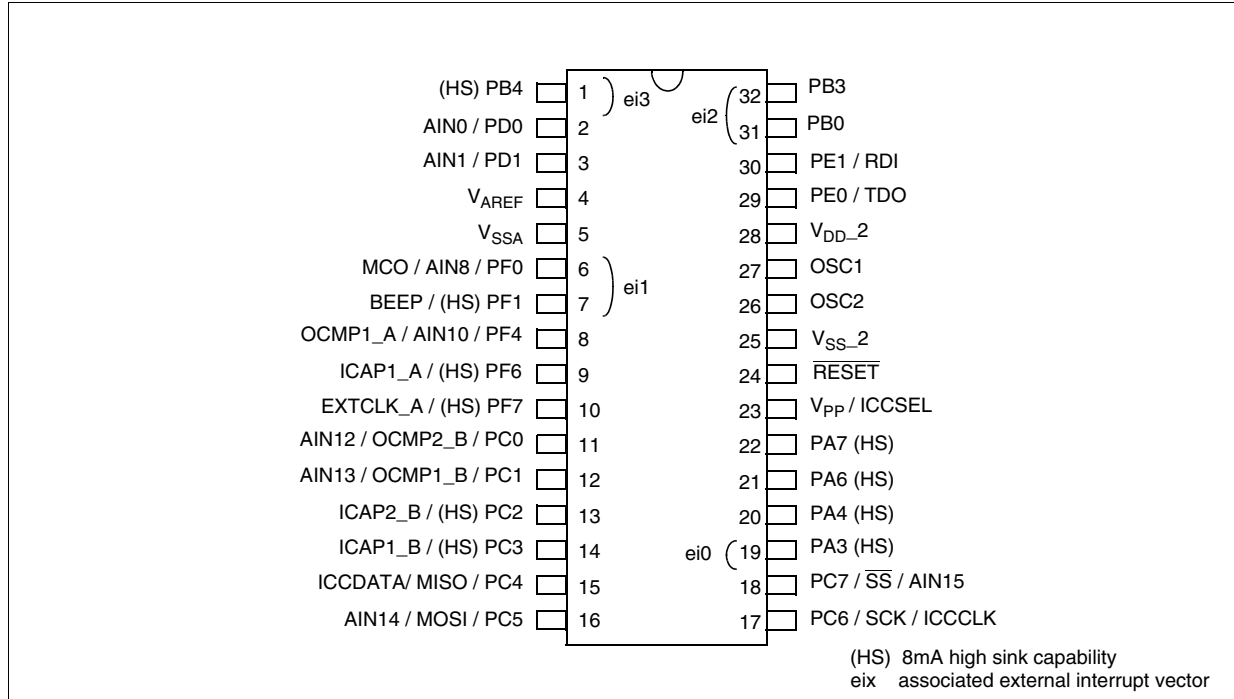 (HS) PB4 1 ei3 ei2 32 PB3
AIN0 / PD0 2 31 PB0
AIN1 / PD1 3 30 PE1 / RDI
VAREF 4 29 PE0 / TDO
VSSA 5 28 VDD_2
MCO / AIN8 / PF0 6 ei1 27 OSC1
BEEP / (HS) PF1 7 26 OSC2
OCMP1_A / AIN10 / PF4 8 25 VSS_2
ICAP1_A / (HS) PF6 9 24 RESET
EXTCLK_A / (HS) PF7 10 23 VPP / ICCSEL
AIN12 / OCMP2_B / PC0 11 22 PA7 (HS)
AIN13 / OCMP1_B / PC1 12 21 PA6 (HS)
ICAP2_B / (HS) PC2 13 20 PA4 (HS)
ICAP1_B / (HS) PC3 14 ei0 19 PA3 (HS)
ICCDATA/ MISO / PC4 15 18 PC7 / SS / AIN15
AIN14 / MOSI / PC5 16 17 PC6 / SCK / ICCCLK
(HS) 8mA high sink capability
eix associated external interrupt vector